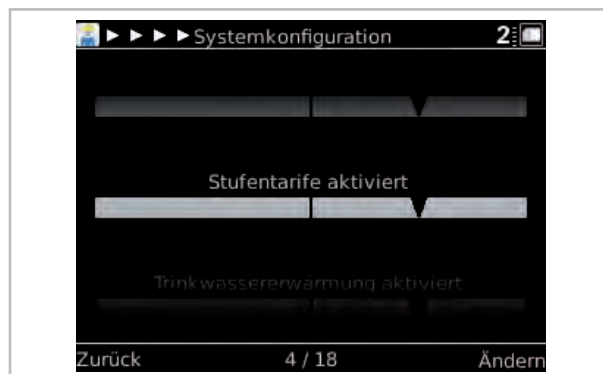 Systemkonfiguration 2
Stufentarife aktiviert
Trinkwassererwärmung aktiviert
Zurück 4 / 18 Ändern